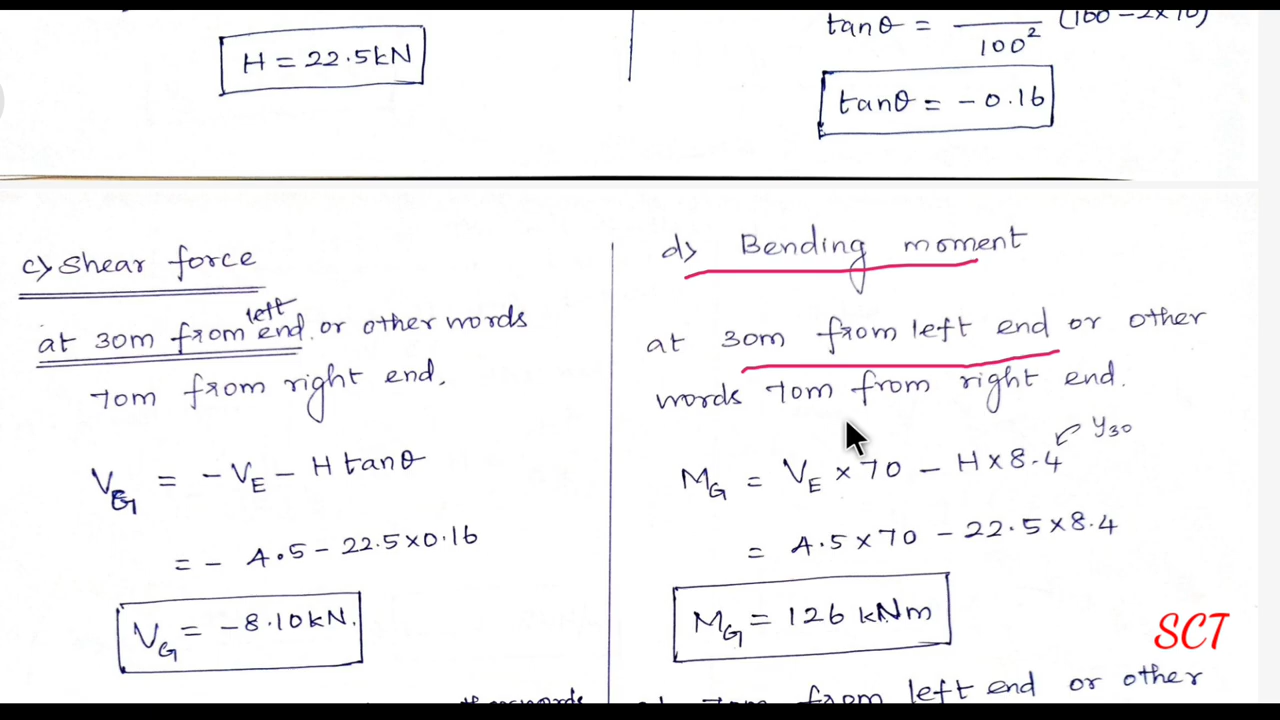 H = 22.5kN
tanθ = ⁄ 100² (100 - 2×70)
tanθ = -0.16
c) Shear force
at 30m from left end. or other words
70m from right end.
V_G = - V_E - H tanθ
= - 4.5 - 22.5×0.16
V_G = -8.10kN.
d) Bending moment
at 30m from left end or other
words 70m from right end.
M_G = V_E × 70 - H × 8.4 y30
= 4.5×70 - 22.5×8.4
M_G = 126 kNm
from left end or other
SCT